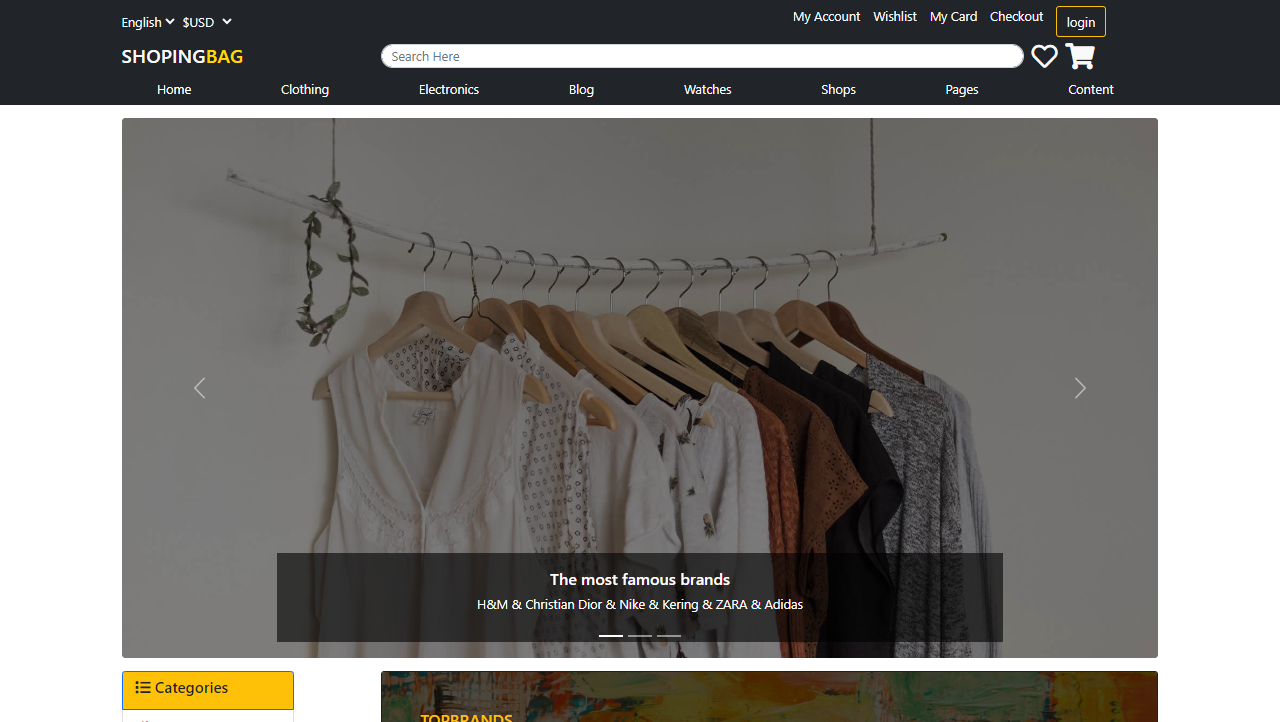 English $USD My Account Wishlist My Card Checkout login
SHOPINGBAG Search Here
Home Clothing Electronics Blog Watches Shops Pages Content
The most famous brands
H&M & Christian Dior & Nike & Kering & ZARA & Adidas
Categories
TOPBRANDS